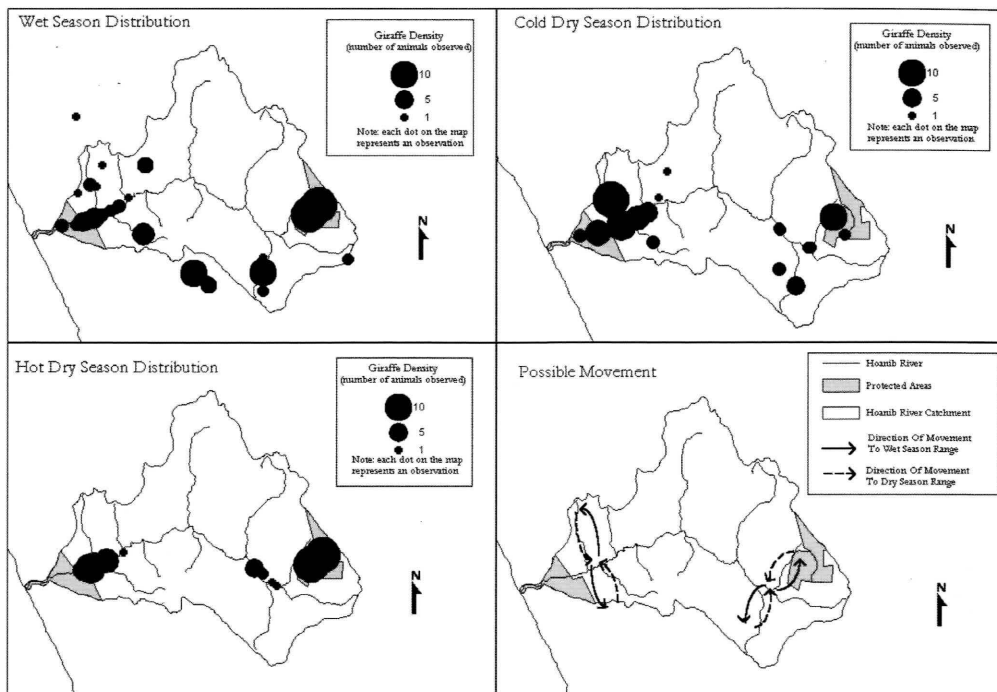 Wet Season Distribution
Giraffe Density
(number of animals observed)
10
5
1
Note: each dot on the map
represents an observation
N
Cold Dry Season Distribution
Giraffe Density
(number of animals observed)
10
5
1
Note: each dot on the map
represents an observation
N
Hot Dry Season Distribution
Giraffe Density
(number of animals observed)
10
5
1
Note: each dot on the map
represents an observation
N
Possible Movement
Hoanib River
Protected Areas
Hoanib River Catchment
Direction Of Movement
To Wet Season Range
Direction Of Movement
To Dry Season Range
N